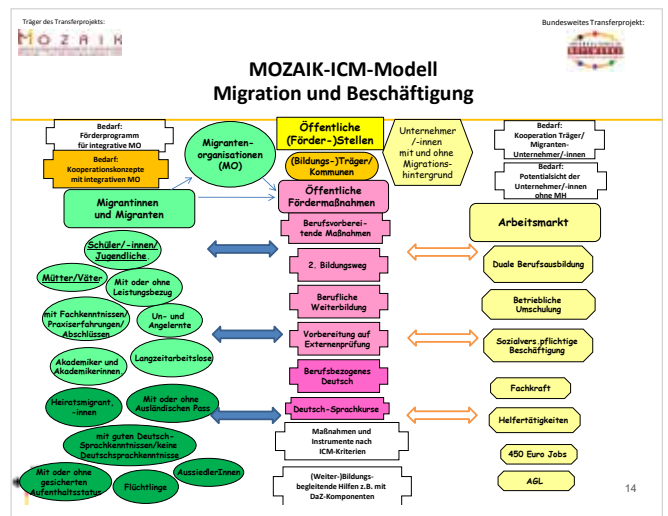 Träger des Transferprojekts:
MOZAIK
Bundesweites Transferprojekt:
MOZAIK-ICM-Modell
Migration und Beschäftigung
Bedarf:
Förderprogramm
für integrative MO
Bedarf:
Kooperationskonzepte
mit integrativen MO
Migranten-
organisationen
(MO)
Öffentliche
(Förder-)Stellen
(Bildungs-)Träger/
Kommunen
Unternehmer
/-innen
mit und ohne
Migrations-
hintergrund
Bedarf:
Kooperation Träger/
Migranten-
Unternehmer/-innen
Bedarf:
Potentialsicht der
Unternehmer/-innen
ohne MH
Migrantinnen
und Migranten
Öffentliche
Fördermaßnahmen
Arbeitsmarkt
Schüler/-innen/
Jugendliche.
Mütter/Väter
Mit oder ohne
Leistungsbezug
mit Fachkenntnissen/
Praxiserfahrungen/
Abschlüssen
Un- und
Angelernte
Akademiker und
Akademikerinnen
Langzeitarbeitslose
Heiratsmigrant,
-innen
Mit oder ohne
Ausländischen Pass
mit guten Deutsch-
Sprachkenntnissen/keine
Deutschsprachkenntnisse
Mit oder ohne
gesicherten
Aufenthaltsstatus
Flüchtlinge
AussiedlerInnen
Berufsvorberei-
tende Maßnahmen
2. Bildungsweg
Berufliche
Weiterbildung
Vorbereitung auf
Externenprüfung
Berufsbezogenes
Deutsch
Deutsch-Sprachkurse
Maßnahmen und
Instrumente nach
ICM-Kriterien
(Weiter-)Bildungs-
begleitende Hilfen z.B. mit
DaZ-Komponenten
Duale Berufsausbildung
Betriebliche
Umschulung
Sozialvers.pflichtige
Beschäftigung
Fachkraft
Helfertätigkeiten
450 Euro Jobs
AGL
14